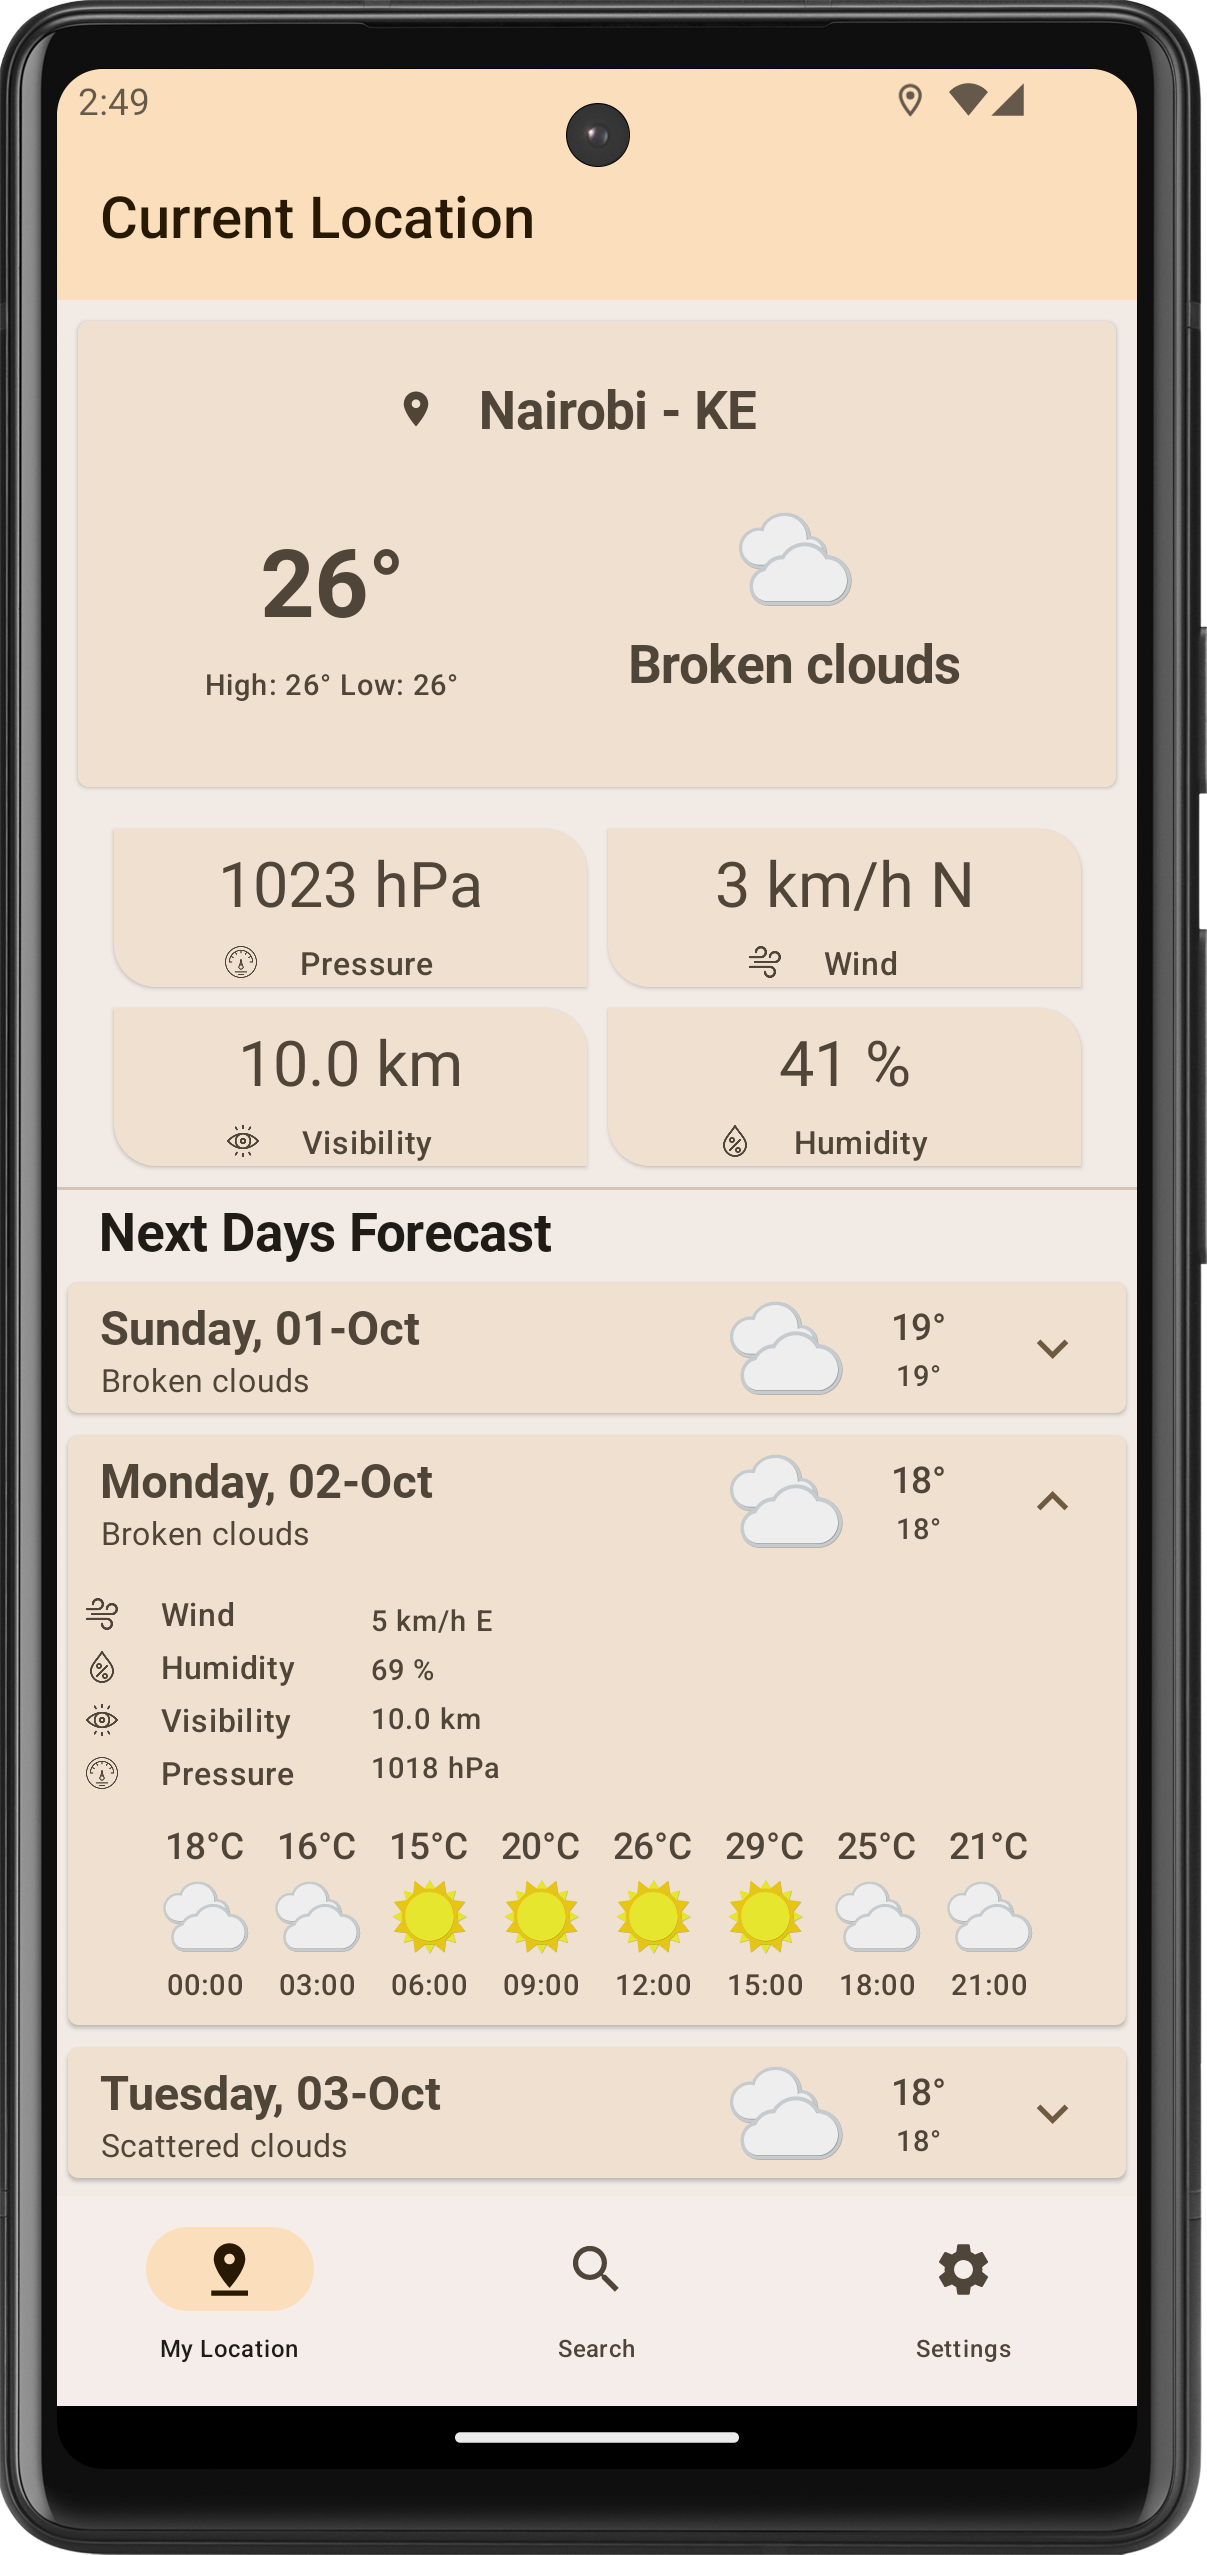 2:49
Current Location
Nairobi - KE
26°
High: 26° Low: 26°
Broken clouds
1023 hPa
Pressure
3 km/h N
Wind
10.0 km
Visibility
41 %
Humidity
Next Days Forecast
Sunday, 01-Oct
Broken clouds
19°
19°
Monday, 02-Oct
Broken clouds
18°
18°
Wind 5 km/h E
Humidity 69 %
Visibility 10.0 km
Pressure 1018 hPa
18°C 16°C 15°C 20°C 26°C 29°C 25°C 21°C
00:00 03:00 06:00 09:00 12:00 15:00 18:00 21:00
Tuesday, 03-Oct
Scattered clouds
18°
18°
My Location Search Settings